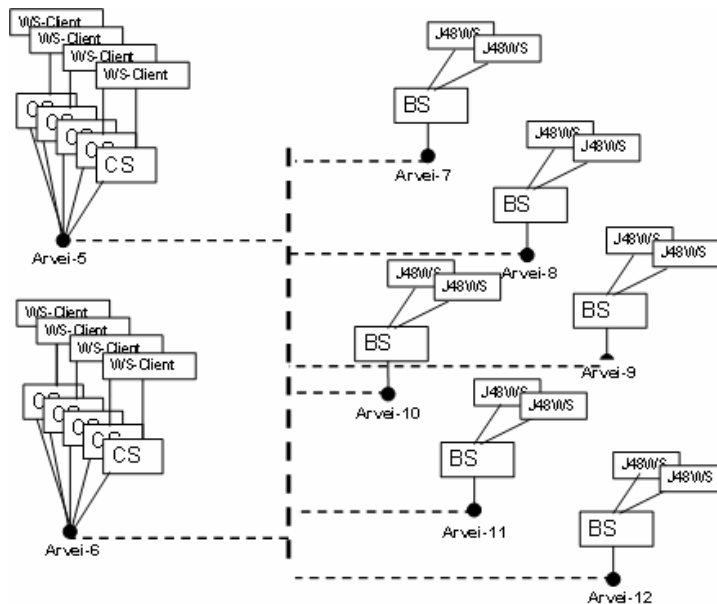 WS-Client
WS-Client
WS-Client
WS-Client
CS
Arvei-5
J48WS
J48WS
BS
Arvei-7
J48WS
J48WS
BS
Arvei-8
J48WS
J48WS
BS
Arvei-9
J48WS
J48WS
BS
Arvei-10
WS-Client
WS-Client
WS-Client
WS-Client
CS
Arvei-6
J48WS
J48WS
BS
Arvei-11
J48WS
J48WS
BS
Arvei-12